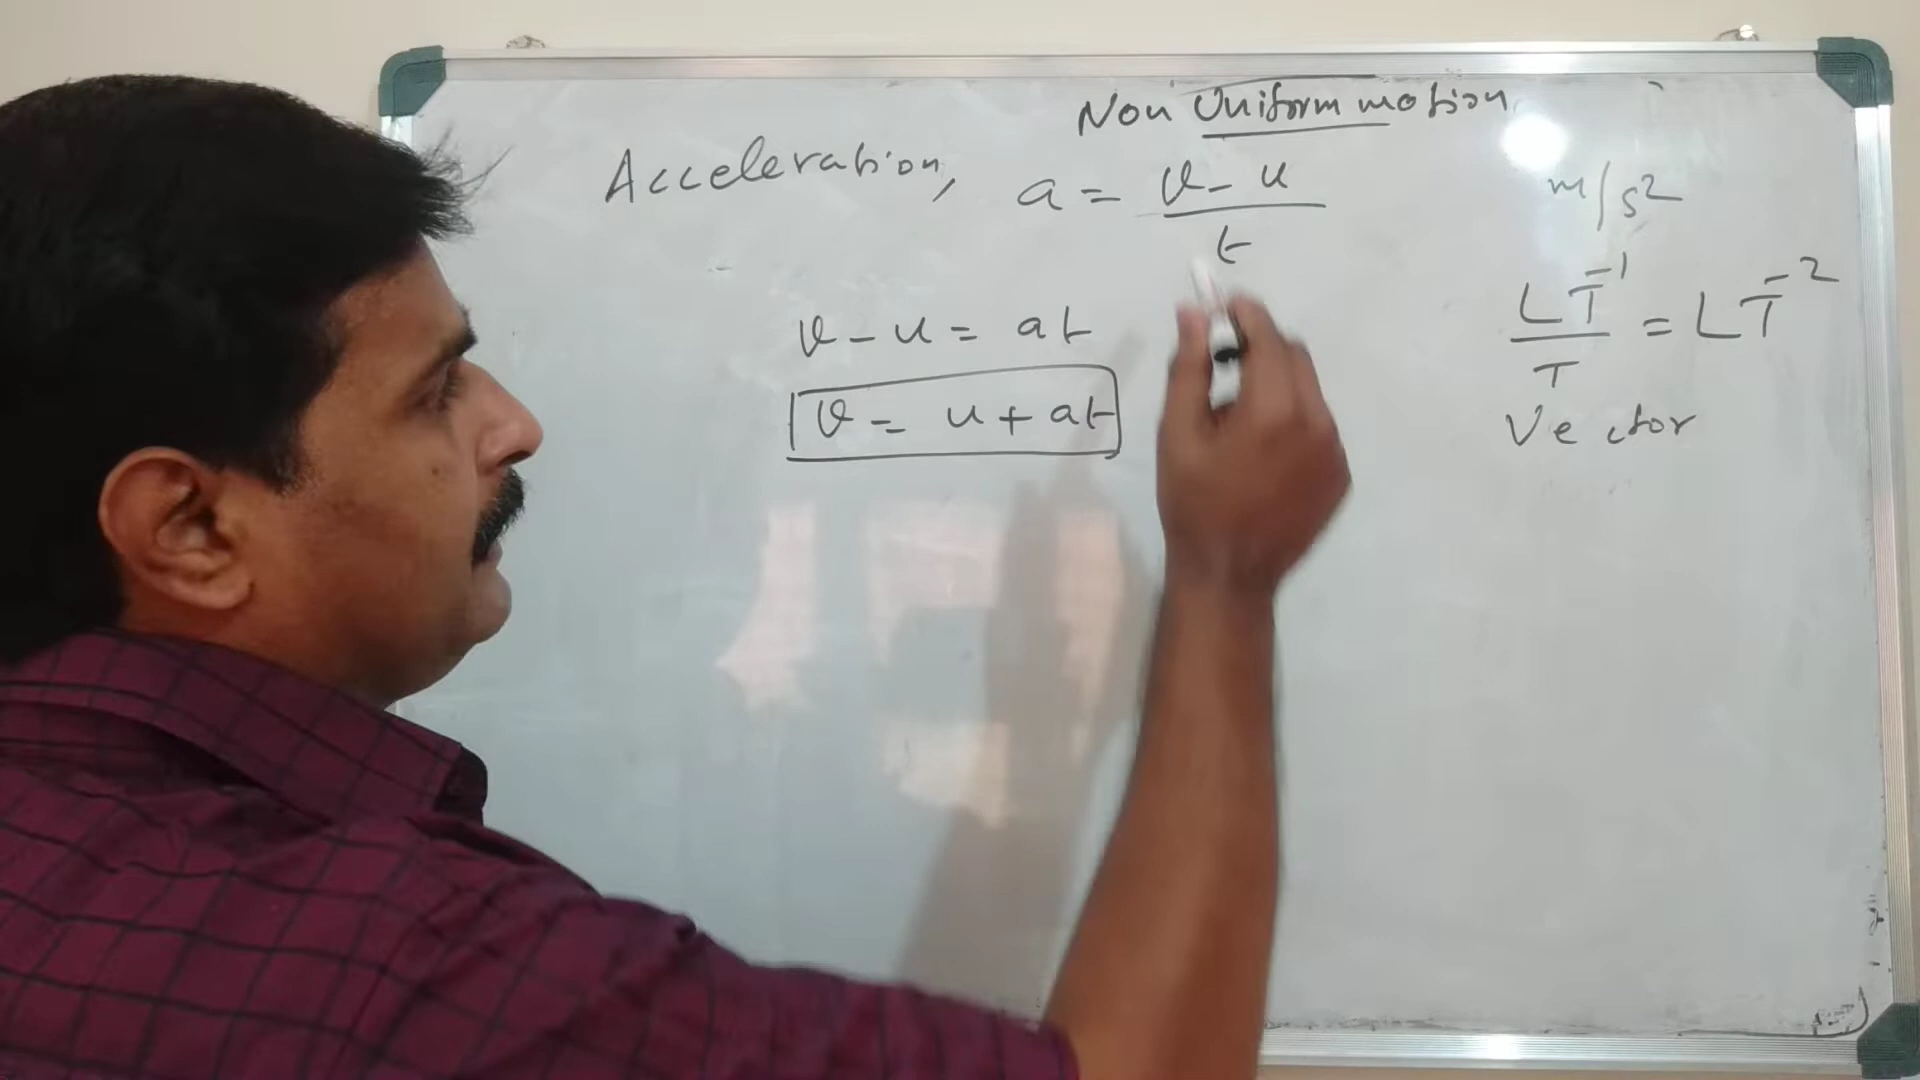 Non Uniform motion
Acceleration, a = v - u / t
m/s²
v - u = at
LT⁻¹ / T = LT⁻²
v = u + at
Vector